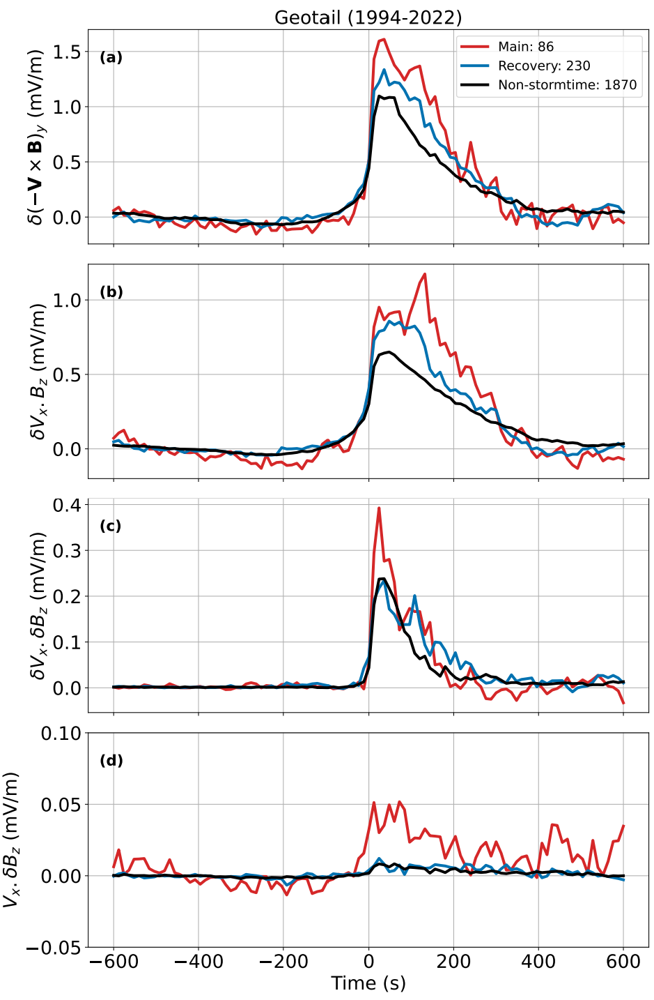 Geotail (1994-2022)
(a)
Main: 86
Recovery: 230
Non-stormtime: 1870
δ(−V × B)y (mV/m)
1.5
1.0
0.5
0.0
(b)
δVx. Bz (mV/m)
1.0
0.5
0.0
(c)
δVx. δBz (mV/m)
0.4
0.3
0.2
0.1
0.0
(d)
Vx. δBz (mV/m)
0.10
0.05
0.00
−0.05
−600 −400 −200 0 200 400 600
Time (s)